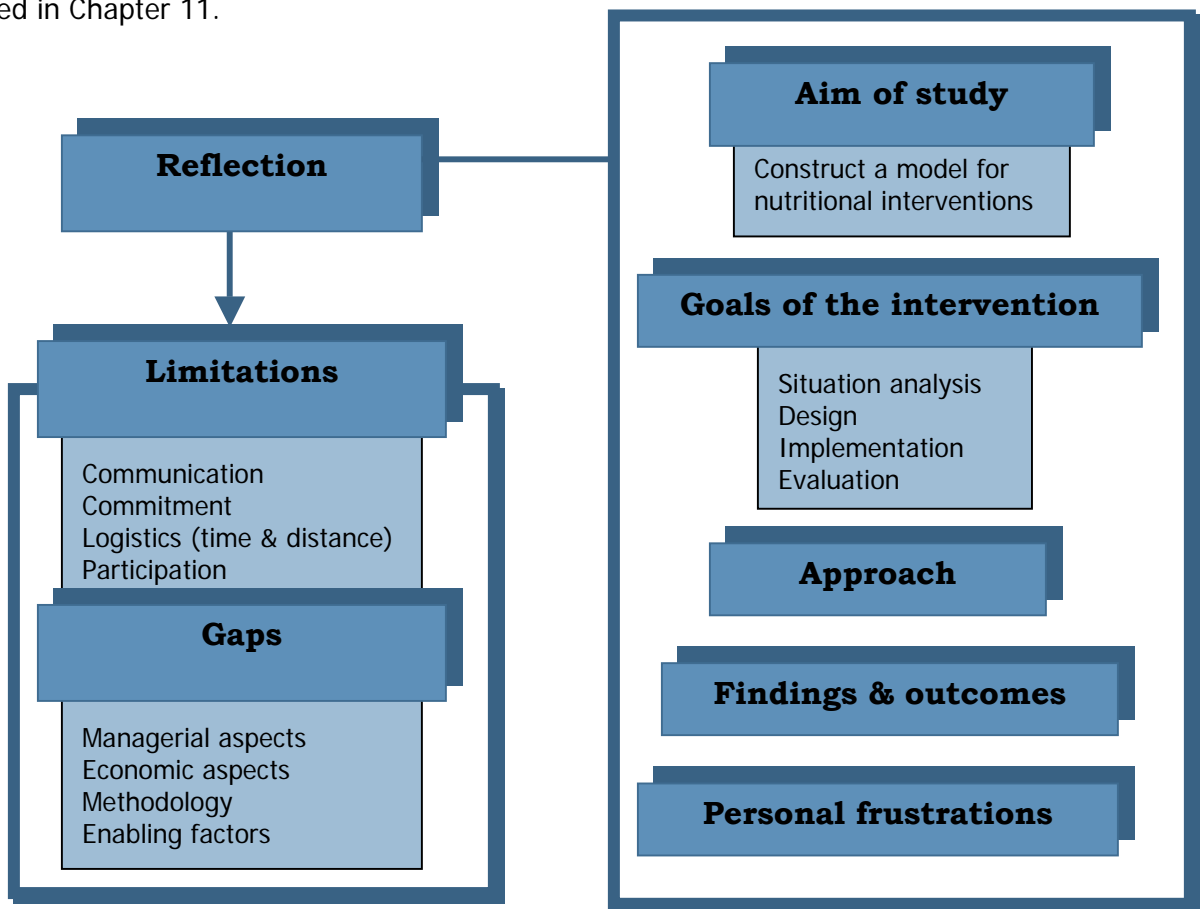 ed in Chapter 11.
Reflection
Limitations
Communication
Commitment
Logistics (time & distance)
Participation
Gaps
Managerial aspects
Economic aspects
Methodology
Enabling factors
Aim of study
Construct a model for
nutritional interventions
Goals of the intervention
Situation analysis
Design
Implementation
Evaluation
Approach
Findings & outcomes
Personal frustrations